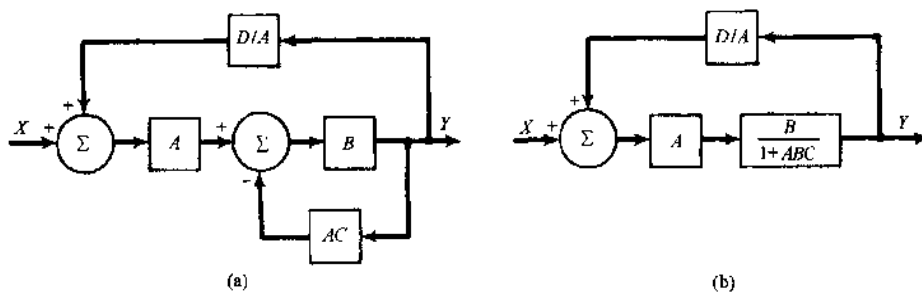 D/A
+
X
+
Σ
A
+
Σ
-
B
Y
AC
(a)
D/A
+
X
+
Σ
A
B
1+ABC
Y
(b)